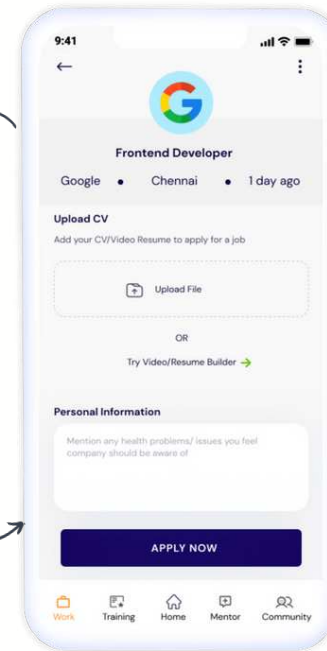 9:41
Frontend Developer
Google • Chennai • 1 day ago
Upload CV
Add your CV/Video Resume to apply for a job
Upload File
OR
Try Video/Resume Builder →
Personal Information
Mention any health problems/ issues you feel
company should be aware of
APPLY NOW
Work Training Home Mentor Community